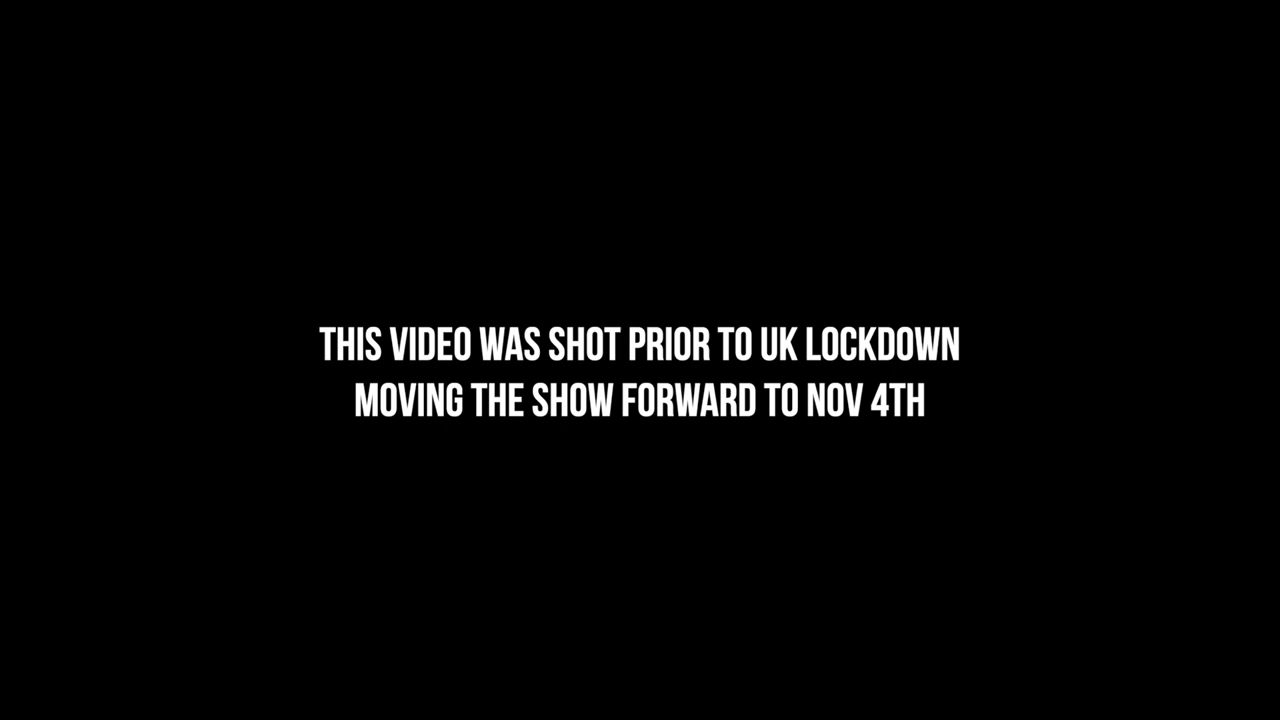 THIS VIDEO WAS SHOT PRIOR TO UK LOCKDOWN
MOVING THE SHOW FORWARD TO NOV 4TH